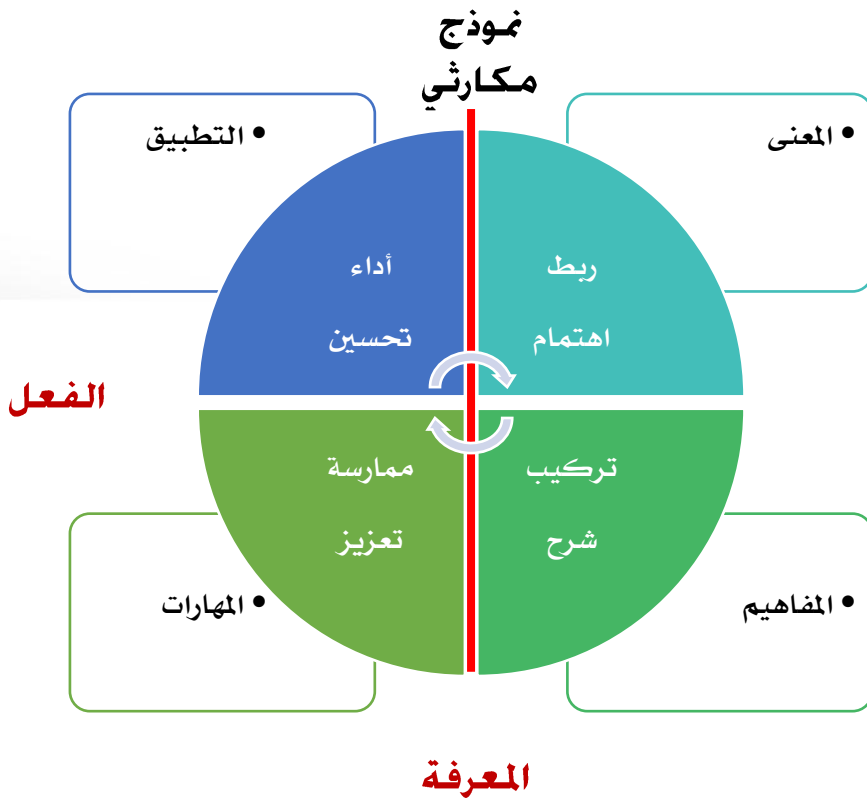 نموذج
مكارثي
• المعنى
• التطبيق
ربط
اهتمام
أداء
تحسين
الفعل
تركيب
شرح
ممارسة
تعزيز
• المفاهيم
• المهارات
المعرفة